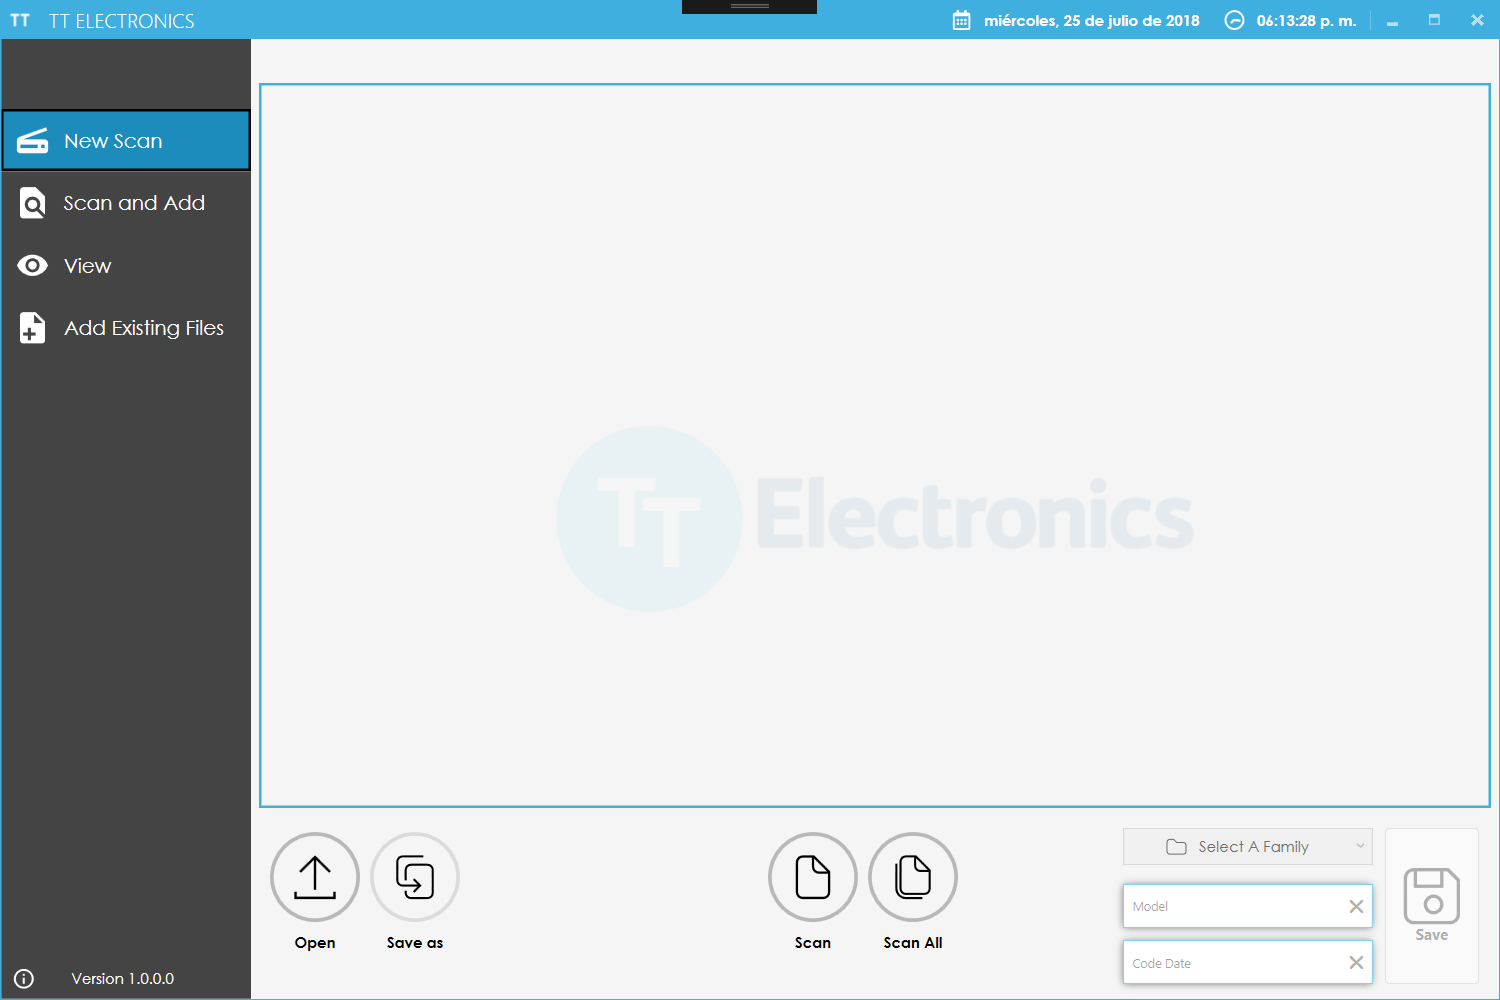 TT TT ELECTRONICS
miércoles, 25 de julio de 2018
06:13:28 p. m.
New Scan
Scan and Add
View
Add Existing Files
TT Electronics
Open
Save as
Scan
Scan All
Select A Family
Model
Code Date
Save
Version 1.0.0.0